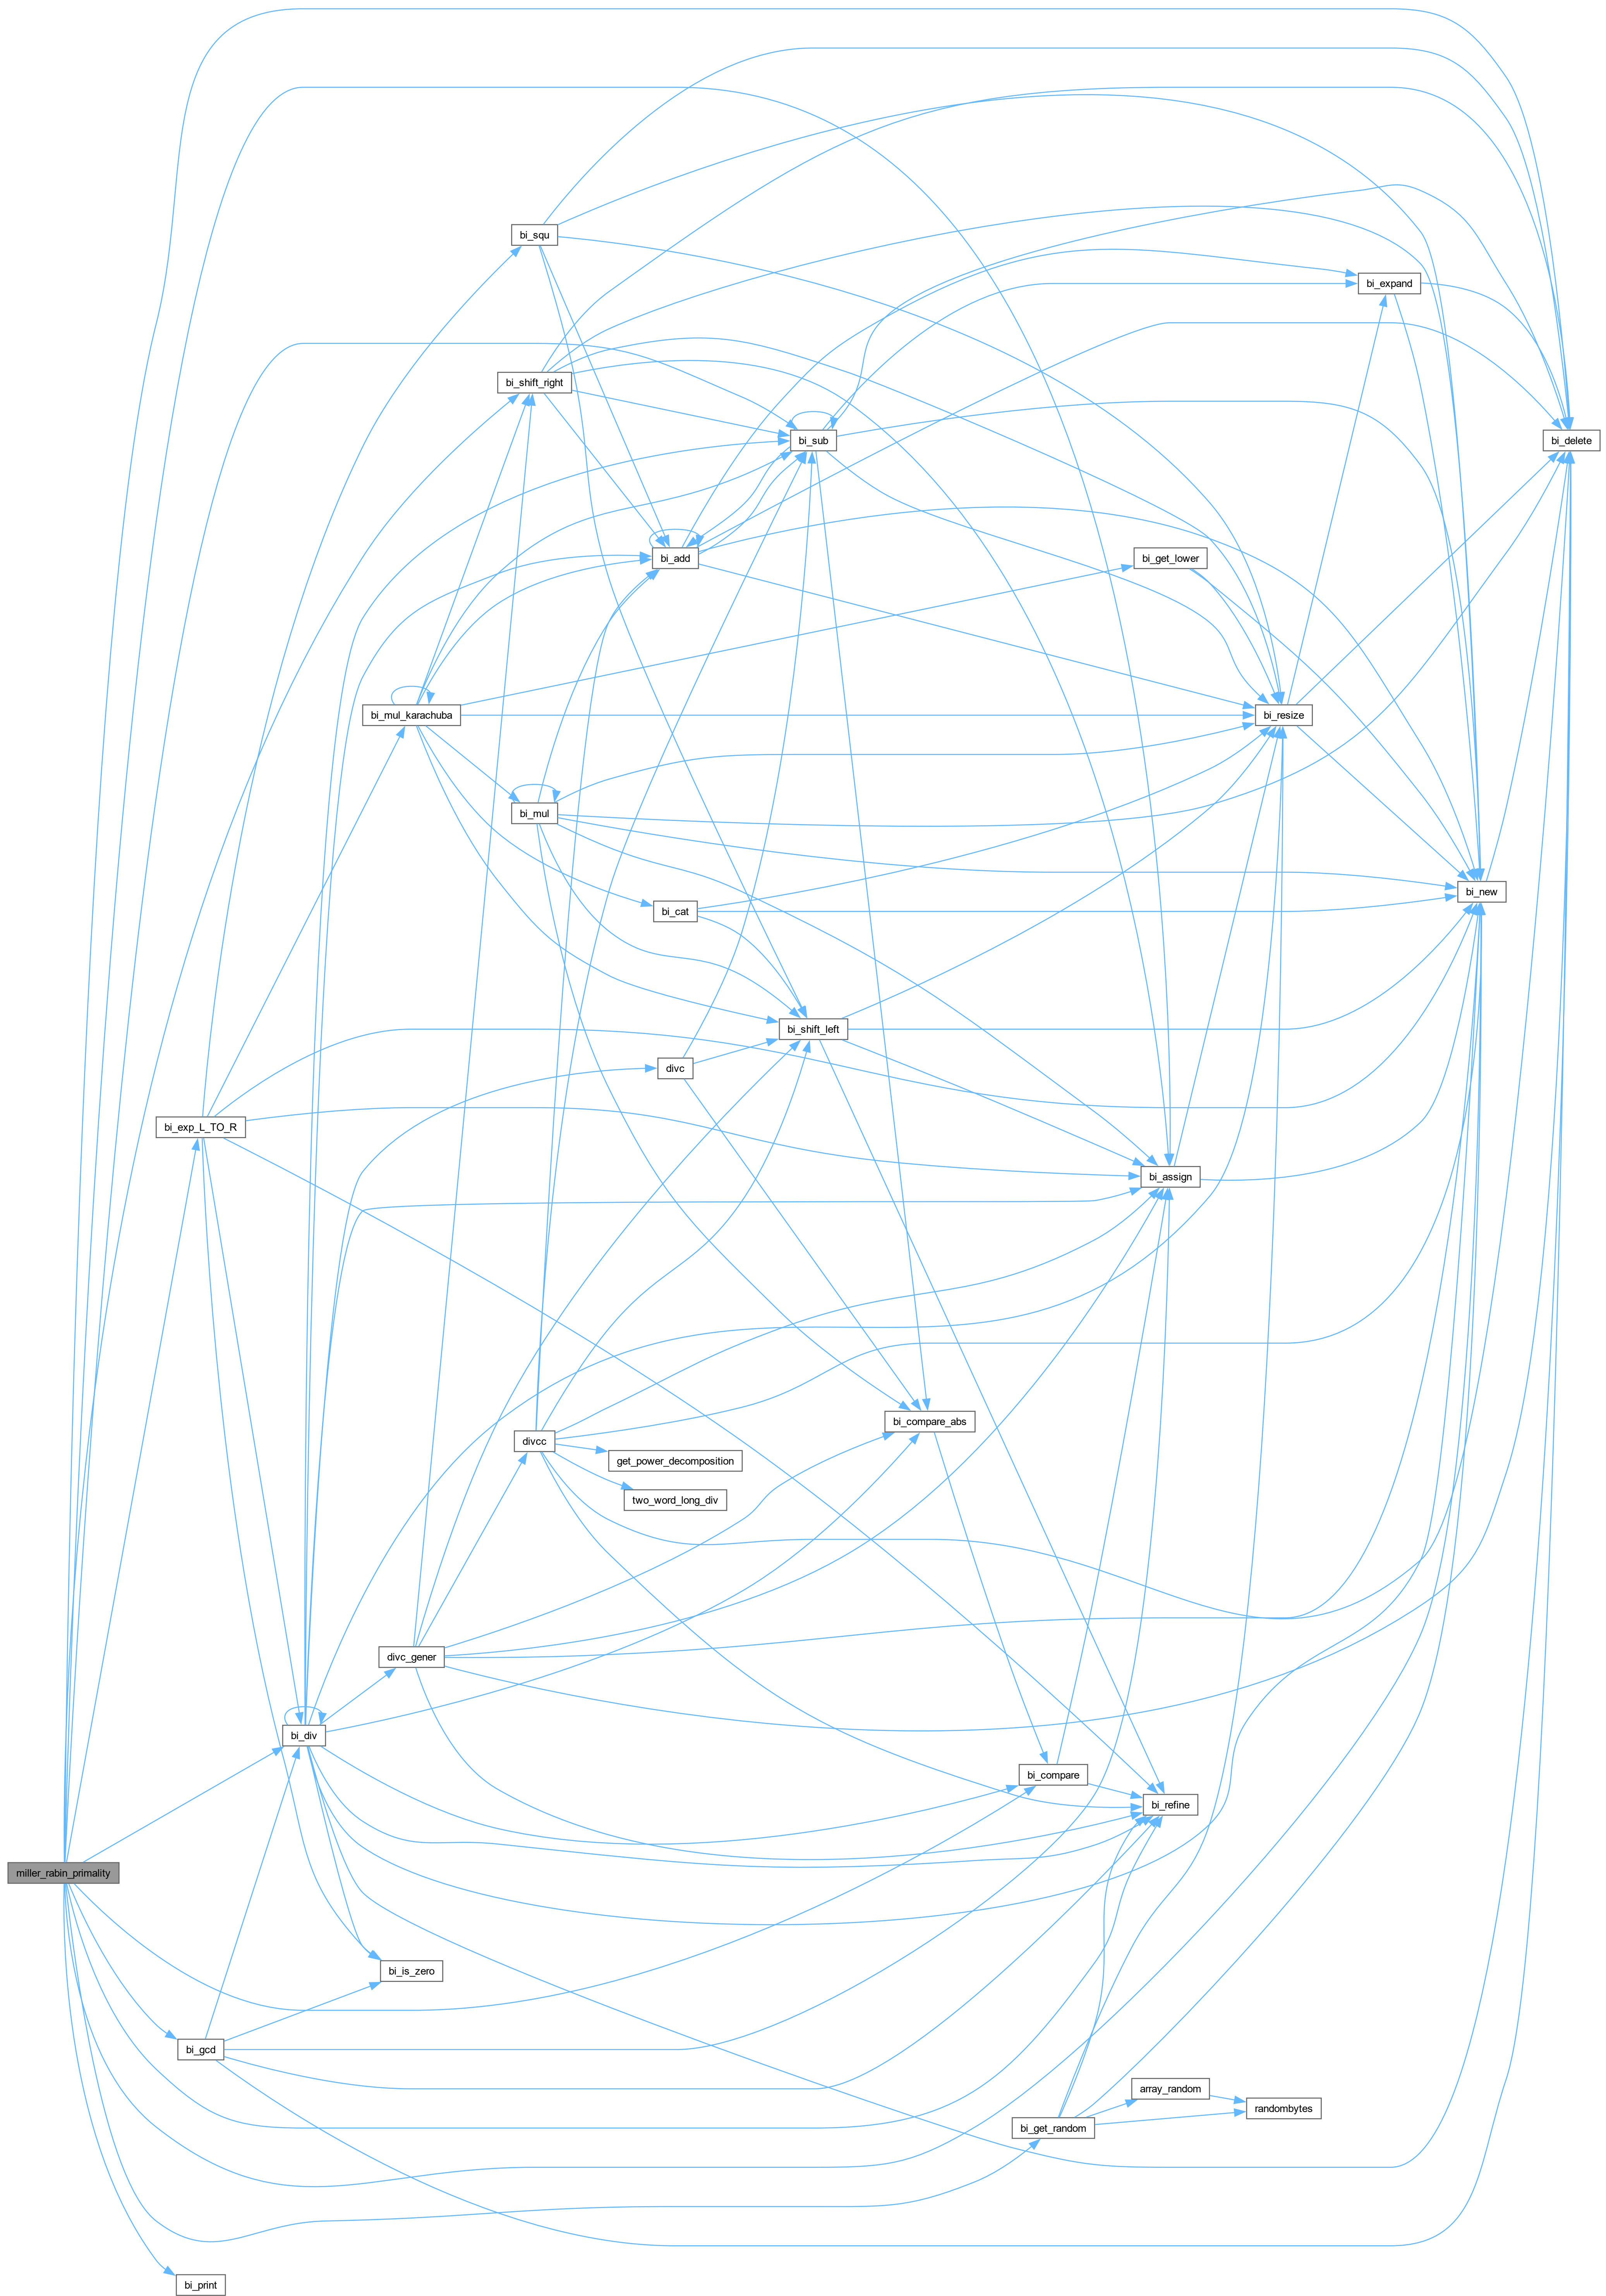 bi_squ
bi_expand
bi_shift_right
bi_sub
bi_delete
bi_add
bi_get_lower
bi_mul_karachuba
bi_resize
bi_mul
bi_new
bi_cat
bi_shift_left
divc
bi_exp_L_TO_R
bi_assign
bi_compare_abs
divcc
get_power_decomposition
two_word_long_div
divc_gener
bi_div
bi_compare
bi_refine
miller_rabin_primality
bi_is_zero
bi_gcd
array_random
randombytes
bi_get_random
bi_print